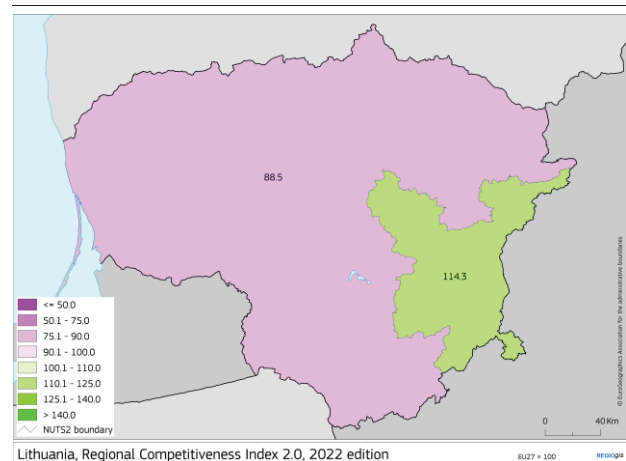 88.5
114.3
<= 50.0
50.1 - 75.0
75.1 - 90.0
90.1 - 100.0
100.1 - 110.0
110.1 - 125.0
125.1 - 140.0
> 140.0
NUTS2 boundary
0 40 Km
© EuroGeographics Association for the administrative boundaries
Lithuania, Regional Competitiveness Index 2.0, 2022 edition
EU27 = 100
REGIOgis